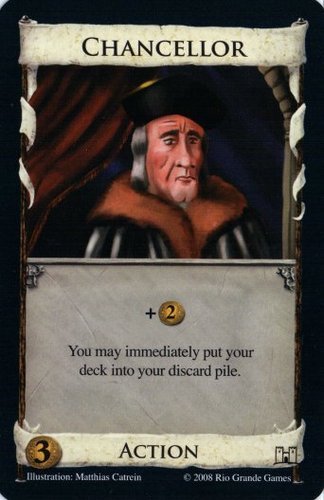 CHANCELLOR
+ 2
You may immediately put your
deck into your discard pile.
3
ACTION
Illustration: Matthias Catrein
© 2008 Rio Grande Games